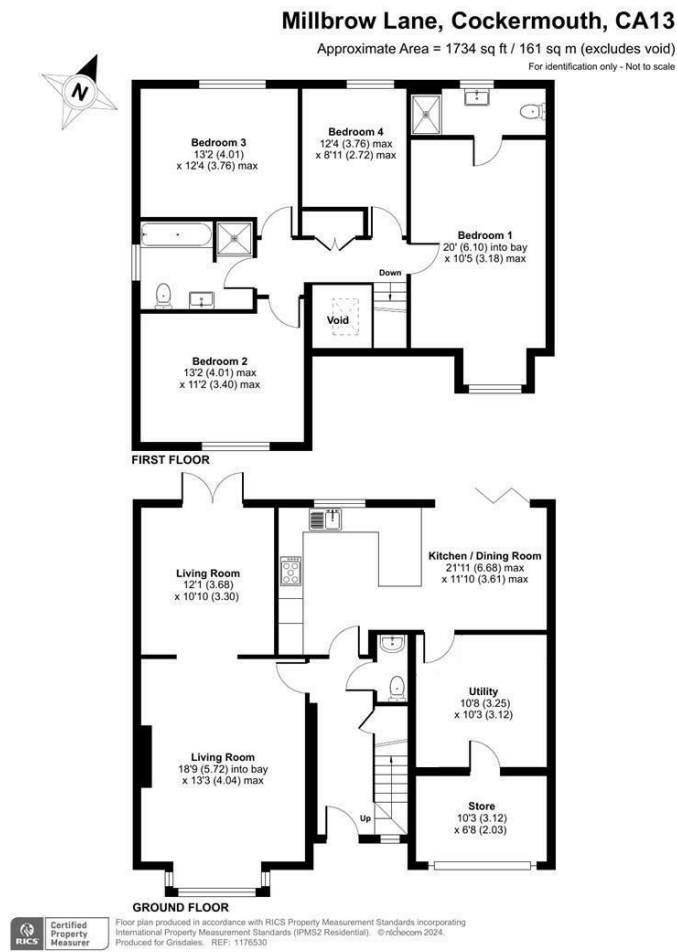 Millbrow Lane, Cockermouth, CA13
Approximate Area = 1734 sq ft / 161 sq m (excludes void)
For identification only - Not to scale
N
Bedroom 3
13'2 (4.01)
x 12'4 (3.76) max
Bedroom 4
12'4 (3.76) max
x 8'11 (2.72) max
Bedroom 1
20' (6.10) into bay
x 10'5 (3.18) max
Down
Void
Bedroom 2
13'2 (4.01) max
x 11'2 (3.40) max
FIRST FLOOR
Living Room
12'1 (3.68)
x 10'10 (3.30)
Kitchen / Dining Room
21'11 (6.68) max
x 11'10 (3.61) max
Utility
10'8 (3.25)
x 10'3 (3.12)
Living Room
18'9 (5.72) into bay
x 13'3 (4.04) max
Up
Store
10'3 (3.12)
x 6'8 (2.03)
GROUND FLOOR
RICS
Certified
Property
Measurer
Floor plan produced in accordance with RICS Property Measurement Standards incorporating
International Property Measurement Standards (IPMS2 Residential). © nichecom 2024.
Produced for Grisdales. REF: 1176530